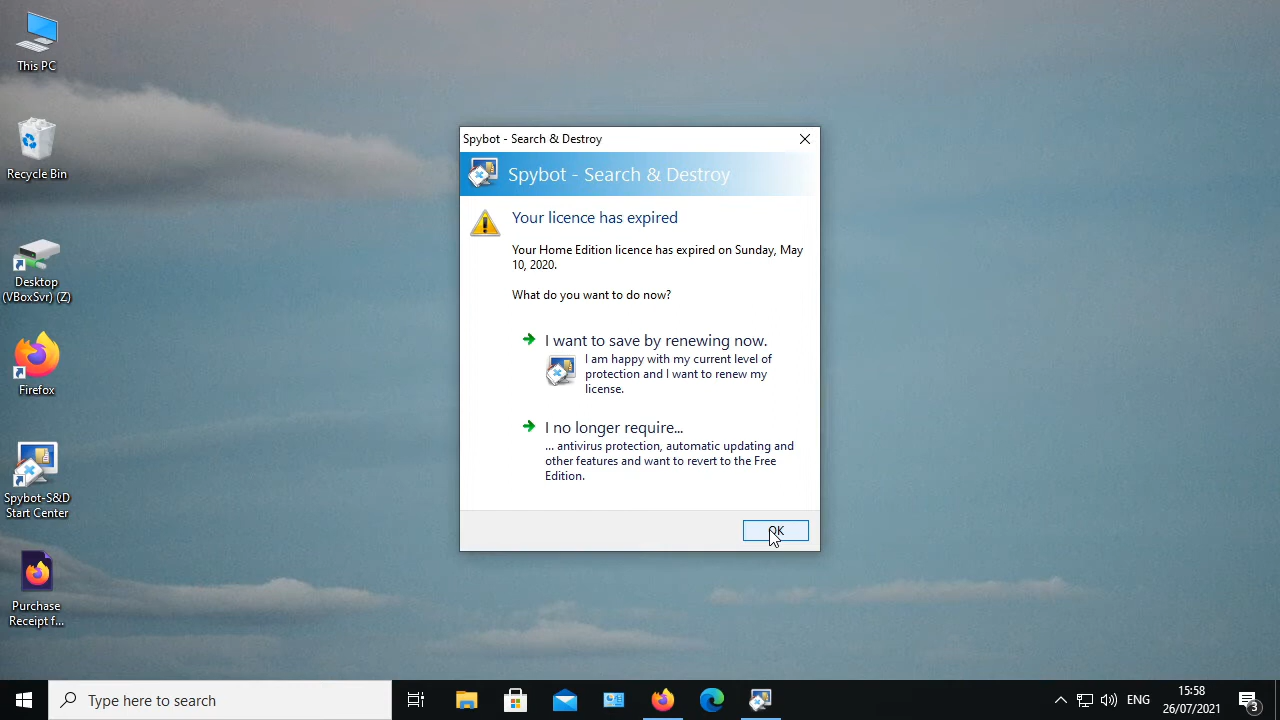 This PC
Recycle Bin
Desktop
(VBoxSvr) (Z)
Firefox
Spybot-S&D
Start Center
Purchase
Receipt f...
Spybot - Search & Destroy
Spybot - Search & Destroy
Your licence has expired
Your Home Edition licence has expired on Sunday, May
10, 2020.
What do you want to do now?
I want to save by renewing now.
I am happy with my current level of
protection and I want to renew my
license.
I no longer require...
... antivirus protection, automatic updating and
other features and want to revert to the Free
Edition.
OK
Type here to search
ENG
15:58
26/07/2021
3